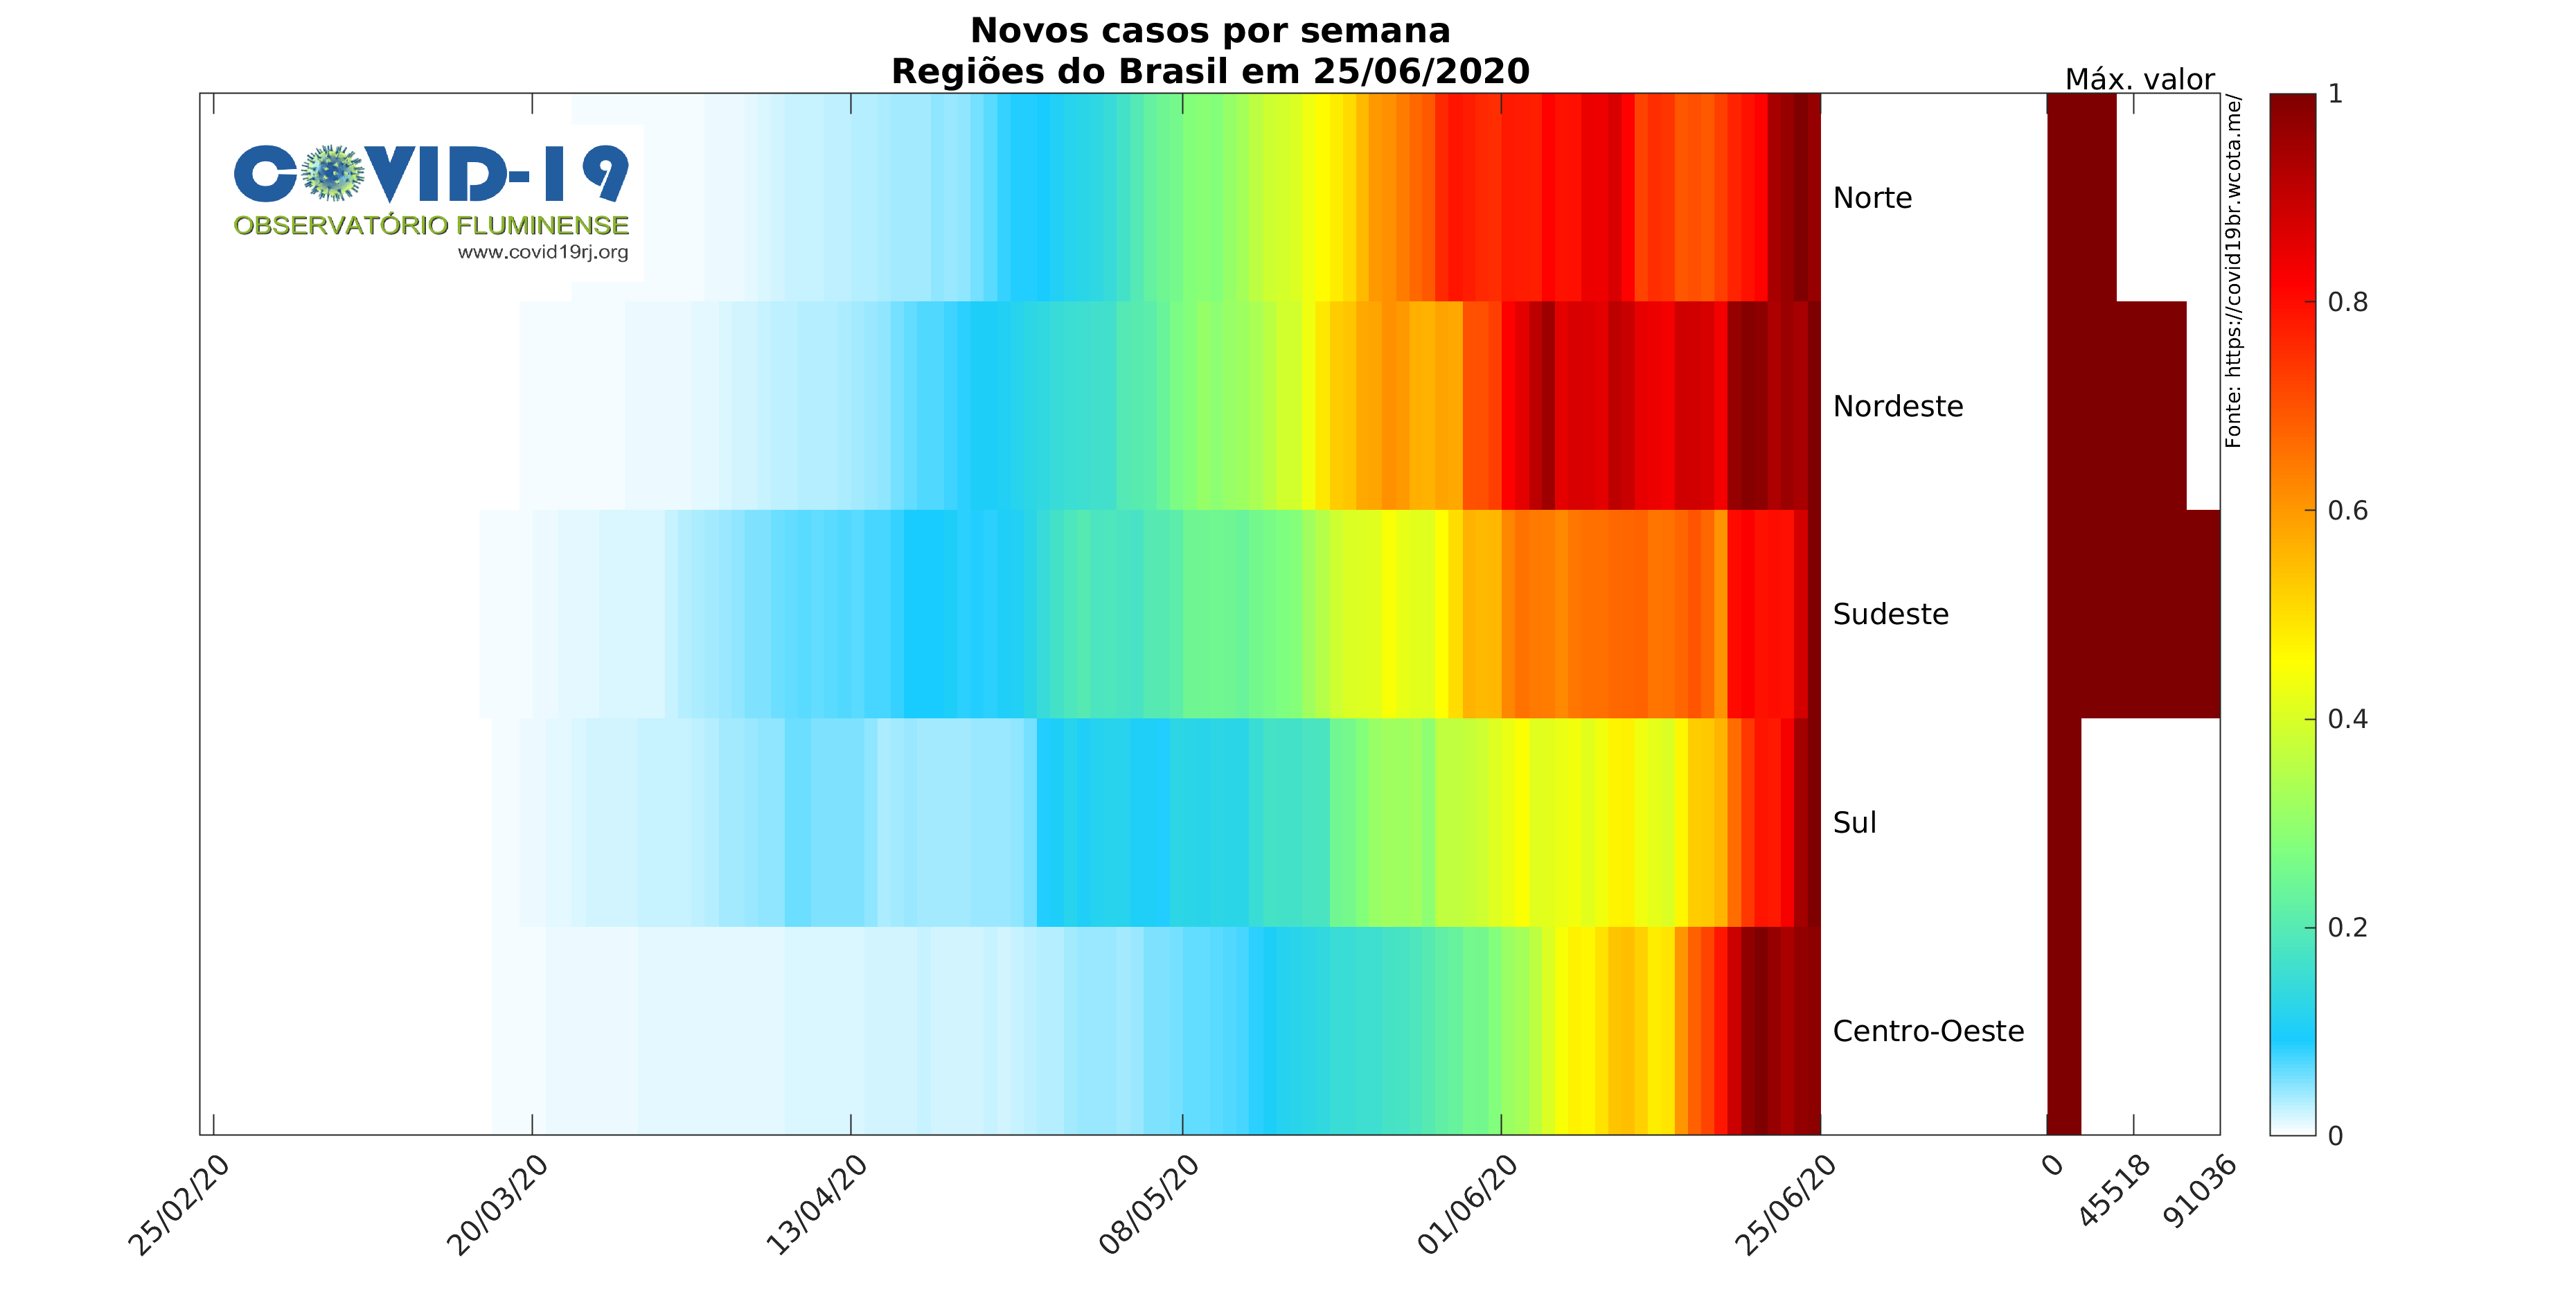 Novos casos por semana
Regiões do Brasil em 25/06/2020
Máx. valor
COVID-19
OBSERVATÓRIO FLUMINENSE
www.covid19rj.org
Norte
Nordeste
Sudeste
Sul
Centro-Oeste
Fonte: https://covid19br.wcota.me/
1
0.8
0.6
0.4
0.2
0
25/02/20
20/03/20
13/04/20
08/05/20
01/06/20
25/06/20
0
45518
91036